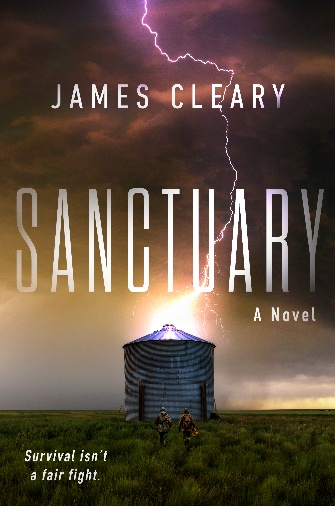 JAMES CLEARY
SANCTUARY
A Novel
Survival isn't
a fair fight.